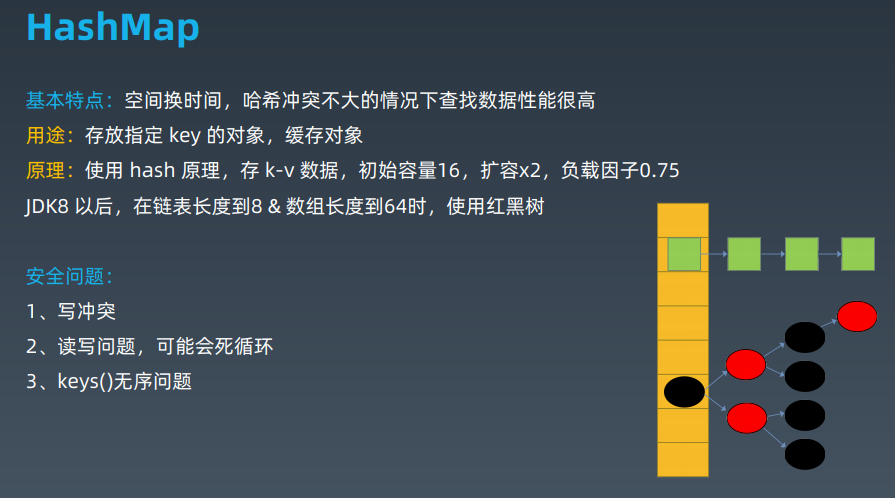 HashMap
基本特点：空间换时间，哈希冲突不大的情况下查找数据性能很高
用途：存放指定 key 的对象，缓存对象
原理：使用 hash 原理，存 k-v 数据，初始容量16，扩容x2，负载因子0.75
JDK8 以后，在链表长度到8 & 数组长度到64时，使用红黑树
安全问题：
1、写冲突
2、读写问题，可能会死循环
3、keys()无序问题